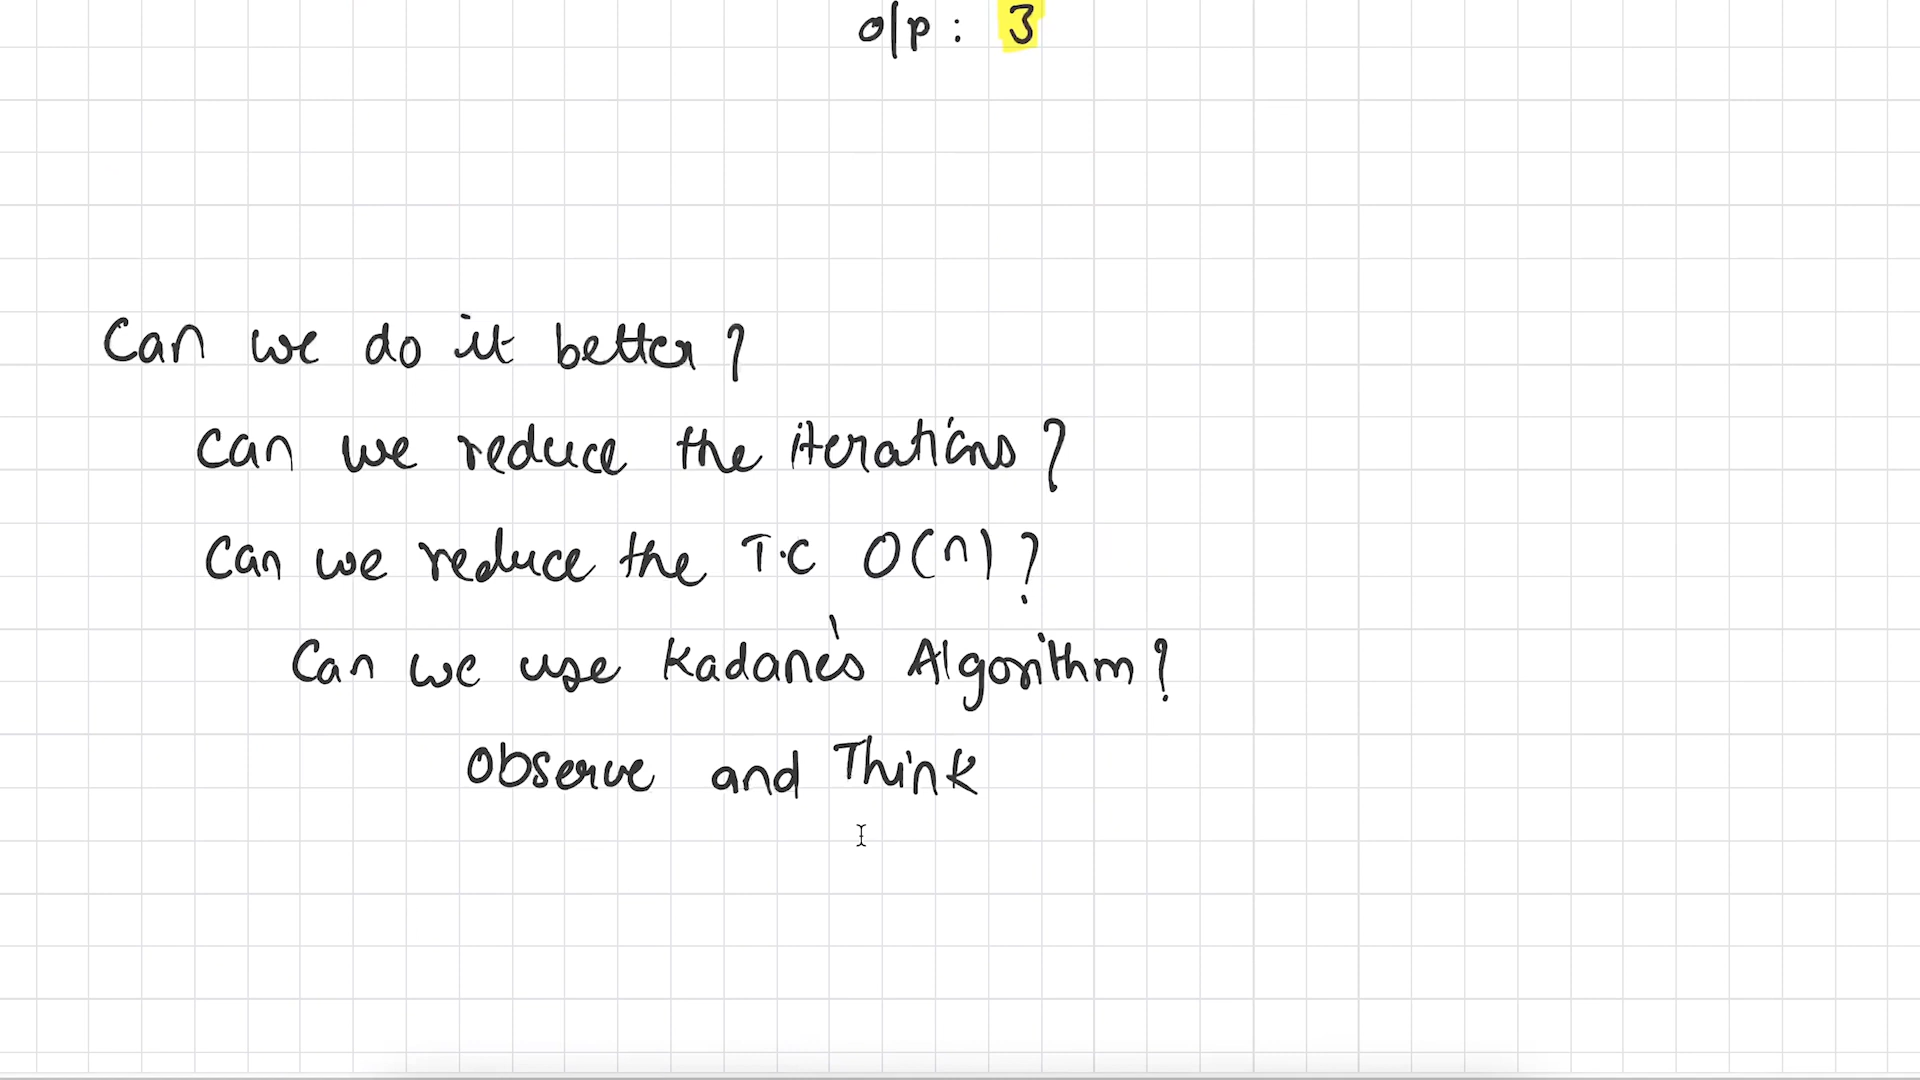 o/p : 3
Can we do it better ?
Can we reduce the iterations ?
Can we reduce the T.C O(n) ?
Can we use Kadane's Algorithm ?
Observe and Think